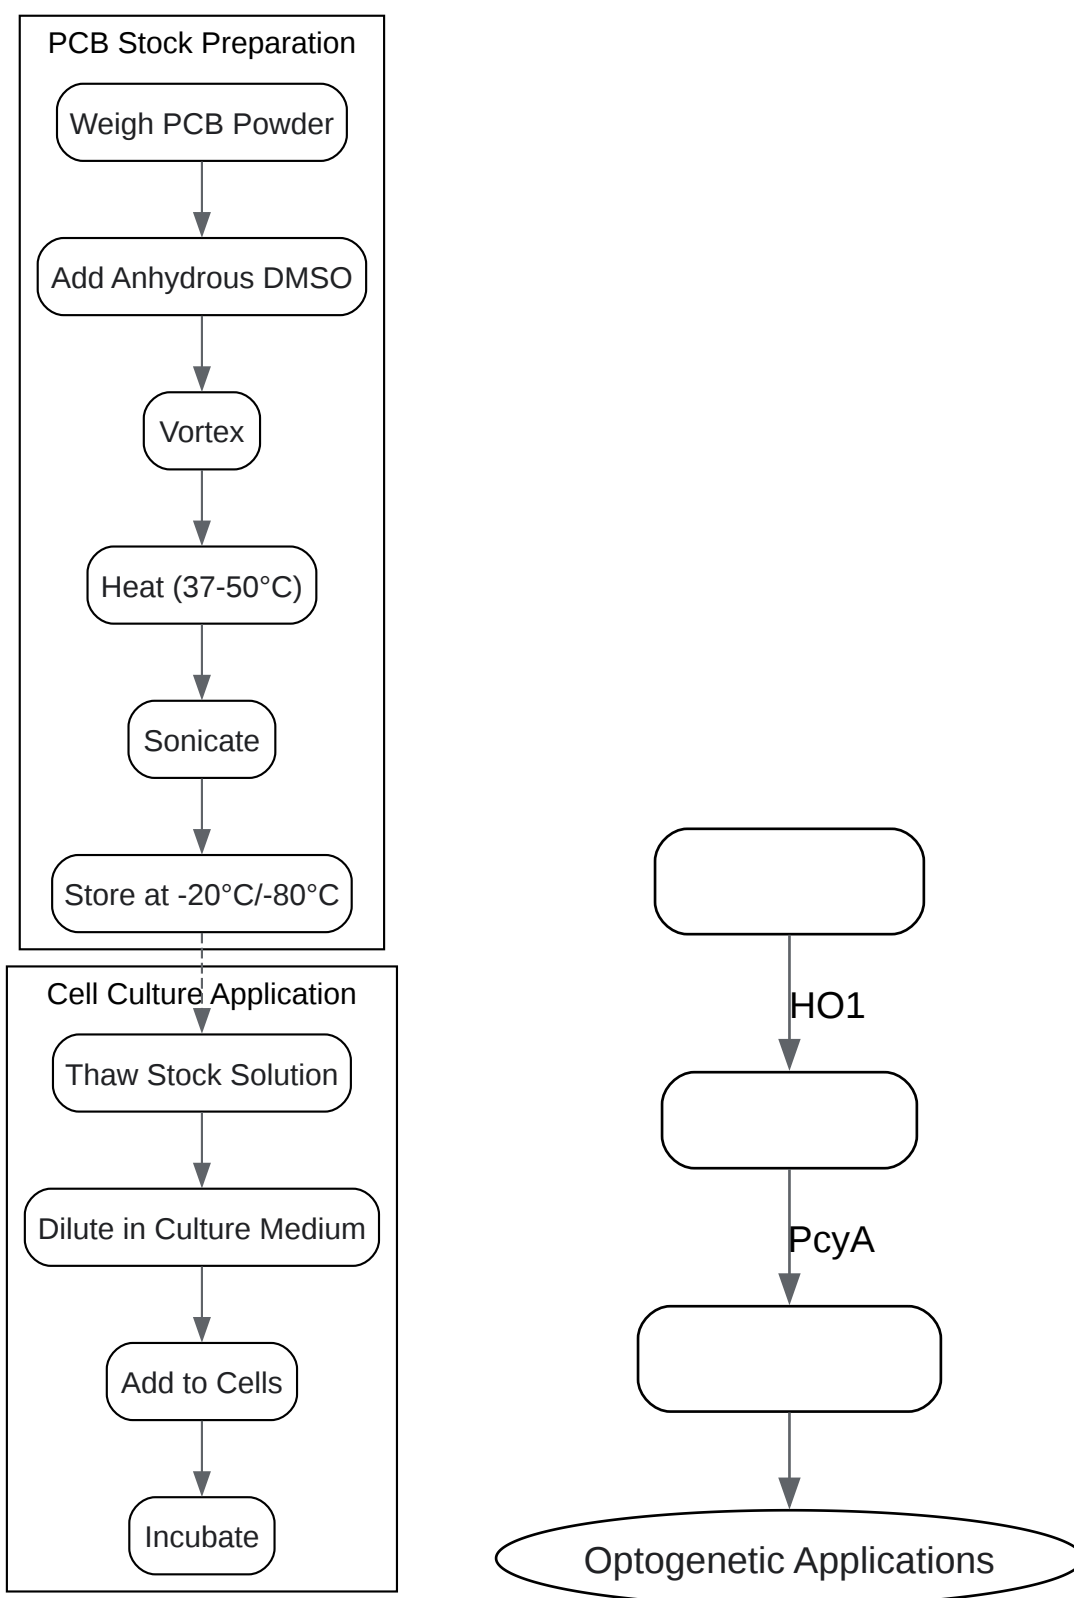 PCB Stock Preparation
Weigh PCB Powder
Add Anhydrous DMSO
Vortex
Heat (37-50°C)
Sonicate
Store at -20°C/-80°C
Cell Culture Application
Thaw Stock Solution
Dilute in Culture Medium
Add to Cells
Incubate
HO1
PcyA
Optogenetic Applications